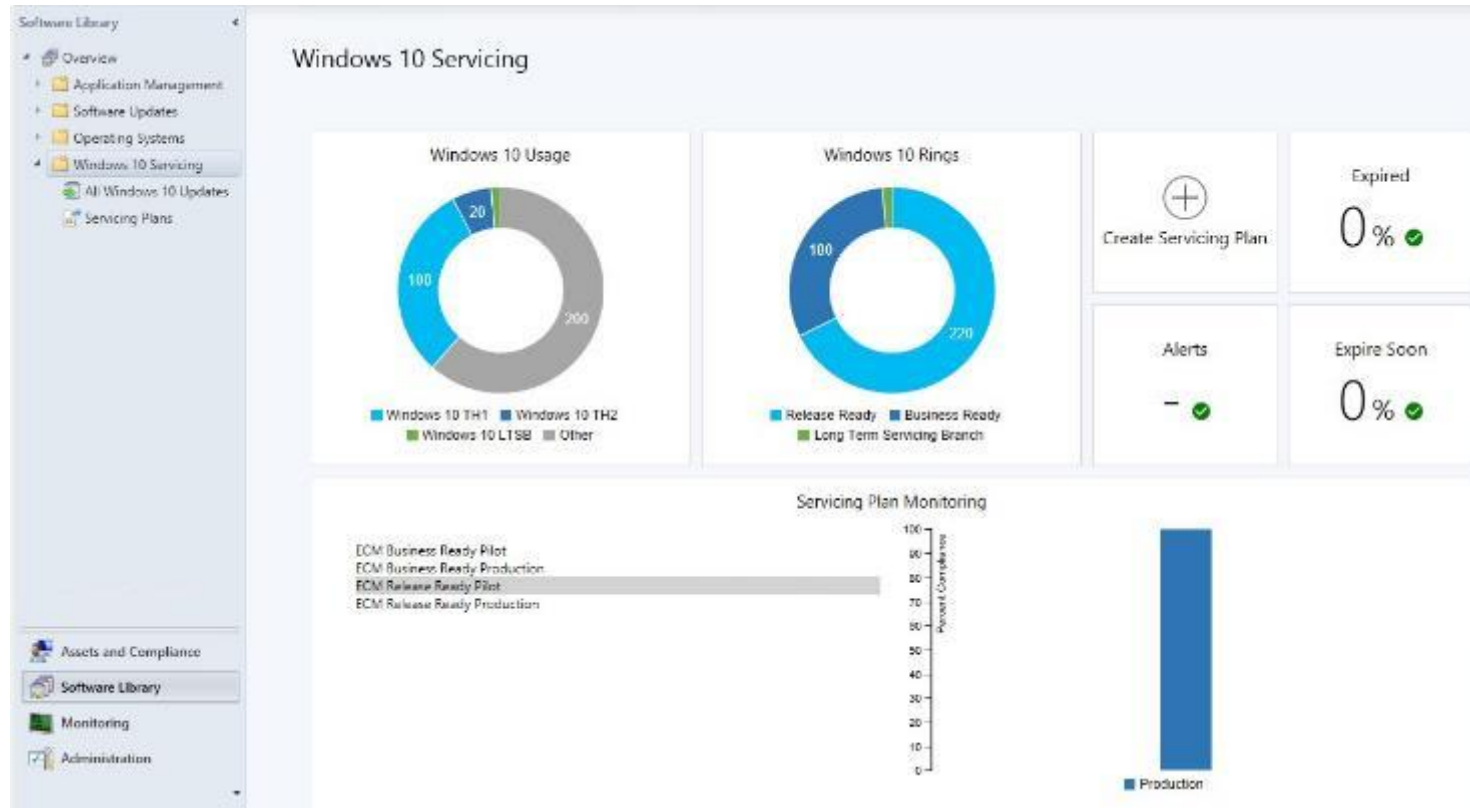 Software Library
Overview
Application Management
Software Updates
Operating Systems
Windows 10 Servicing
All Windows 10 Updates
Servicing Plans
Assets and Compliance
Software Library
Monitoring
Administration
Windows 10 Servicing
Windows 10 Usage
20
100
200
Windows 10 TH1 Windows 10 TH2
Windows 10 LTSB Other
Windows 10 Rings
100
220
Release Ready Business Ready
Long Term Servicing Branch
Create Servicing Plan
Expired
0 %
Alerts
-
Expire Soon
0 %
Servicing Plan Monitoring
ECM Business Ready Pilot
ECM Business Ready Production
ECM Release Ready Pilot
ECM Release Ready Production
100
90
80
70
60
50
40
30
20
10
0
Percent Compliance
Production